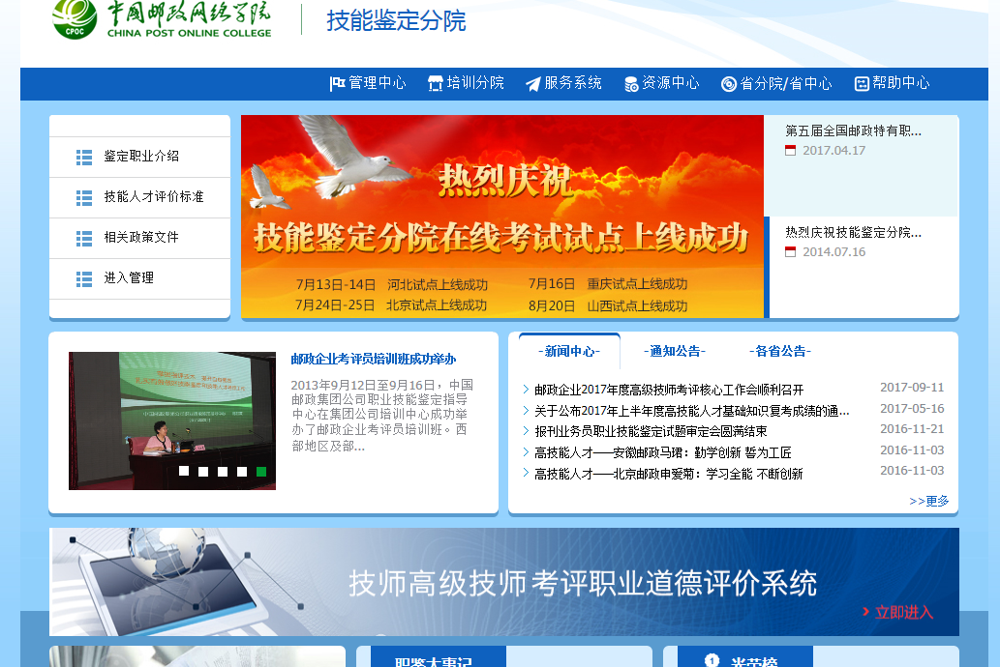 中国邮政网络学院
CHINA POST ONLINE COLLEGE
CPOC
技能鉴定分院
管理中心 培训分院 服务系统 资源中心 省分院/省中心 帮助中心
鉴定职业介绍
技能人才评价标准
相关政策文件
进入管理
热烈庆祝
技能鉴定分院在线考试试点上线成功
7月13日-14日 河北试点上线成功 7月16日 重庆试点上线成功
7月24日-25日 北京试点上线成功 8月20日 山西试点上线成功
第五届全国邮政特有职...
2017.04.17
热烈庆祝技能鉴定分院...
2014.07.16
邮政企业考评员培训班成功举办
2013年9月12日至9月16日，中国
邮政集团公司职业技能鉴定指导
中心在集团公司培训中心成功举
办了邮政企业考评员培训班。西
部地区及部...
-新闻中心- -通知公告- -各省公告-
邮政企业2017年度高级技师考评核心工作会顺利召开 2017-09-11
关于公布2017年上半年度高技能人才基础知识复考成绩的通... 2017-05-16
报刊业务员职业技能鉴定试题审定会圆满结束 2016-11-21
高技能人才——安徽邮政马珺：勤学创新 誓为工匠 2016-11-03
高技能人才——北京邮政申爱菊：学习全能 不断创新 2016-11-03
>>更多
技师高级技师考评职业道德评价系统
立即进入
职鉴大事记
1 光荣榜